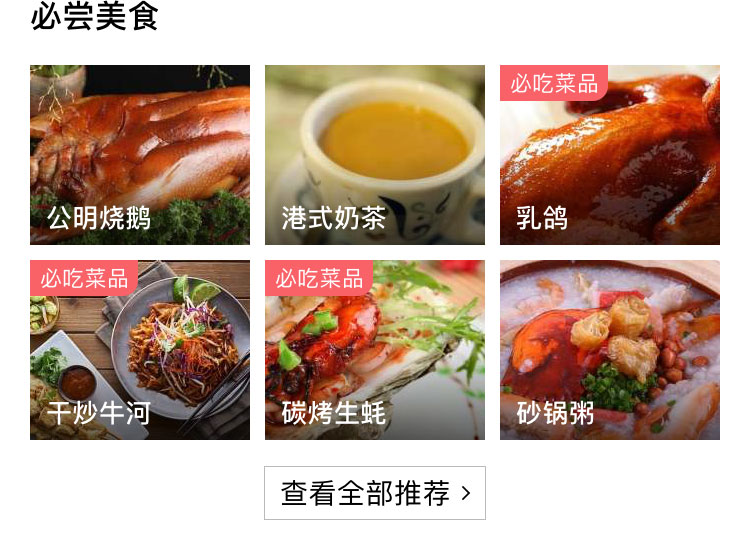 必尝美食
公明烧鹅
港式奶茶
必吃菜品
乳鸽
必吃菜品
干炒牛河
必吃菜品
碳烤生蚝
砂锅粥
查看全部推荐 >